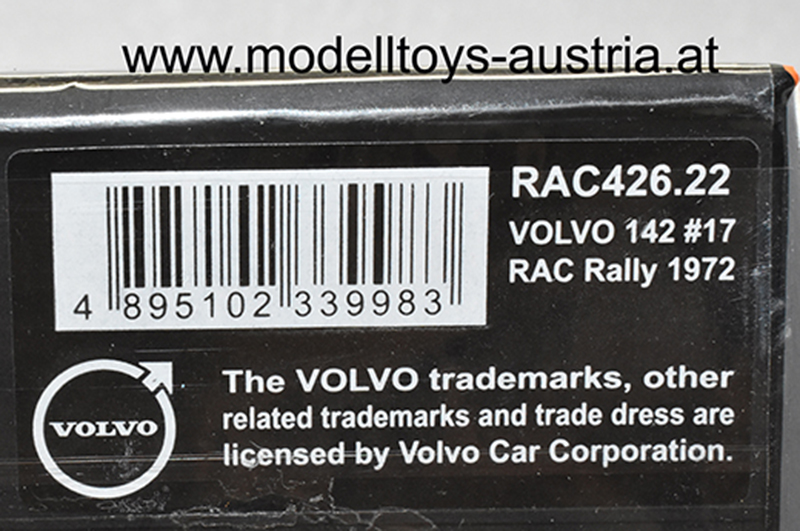 www.modelltoys-austria.at
RAC426.22
VOLVO 142 #17
RAC Rally 1972
4 895102 339983
VOLVO
The VOLVO trademarks, other
related trademarks and trade dress are
licensed by Volvo Car Corporation.